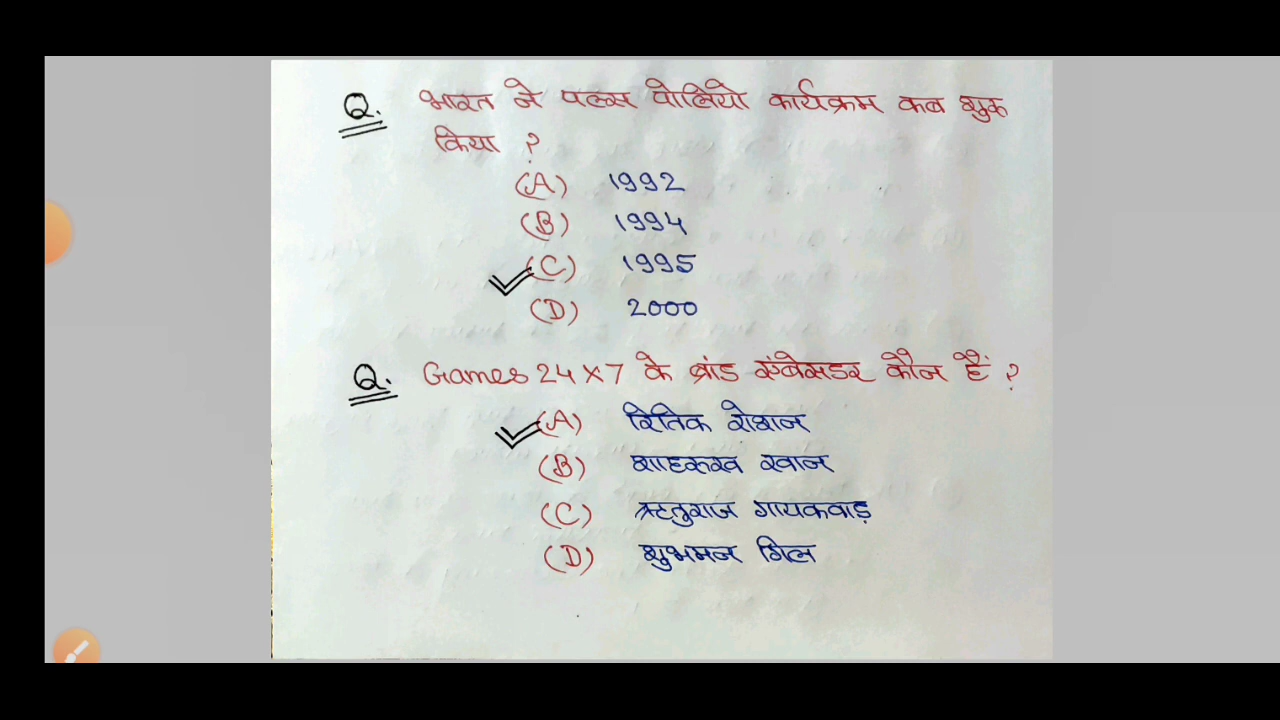 Q. भारत ने पल्स पोलियो कार्यक्रम कब शुरू
किया ?
(A) 1992
(B) 1994
(C) 1995
(D) 2000
Q. Games 24×7 के ब्रांड एंबेसडर कौन हैं ?
(A) रितिक रोशन
(B) शाहरुख खान
(C) ऋतुराज गायकवाड़
(D) शुभमन गिल